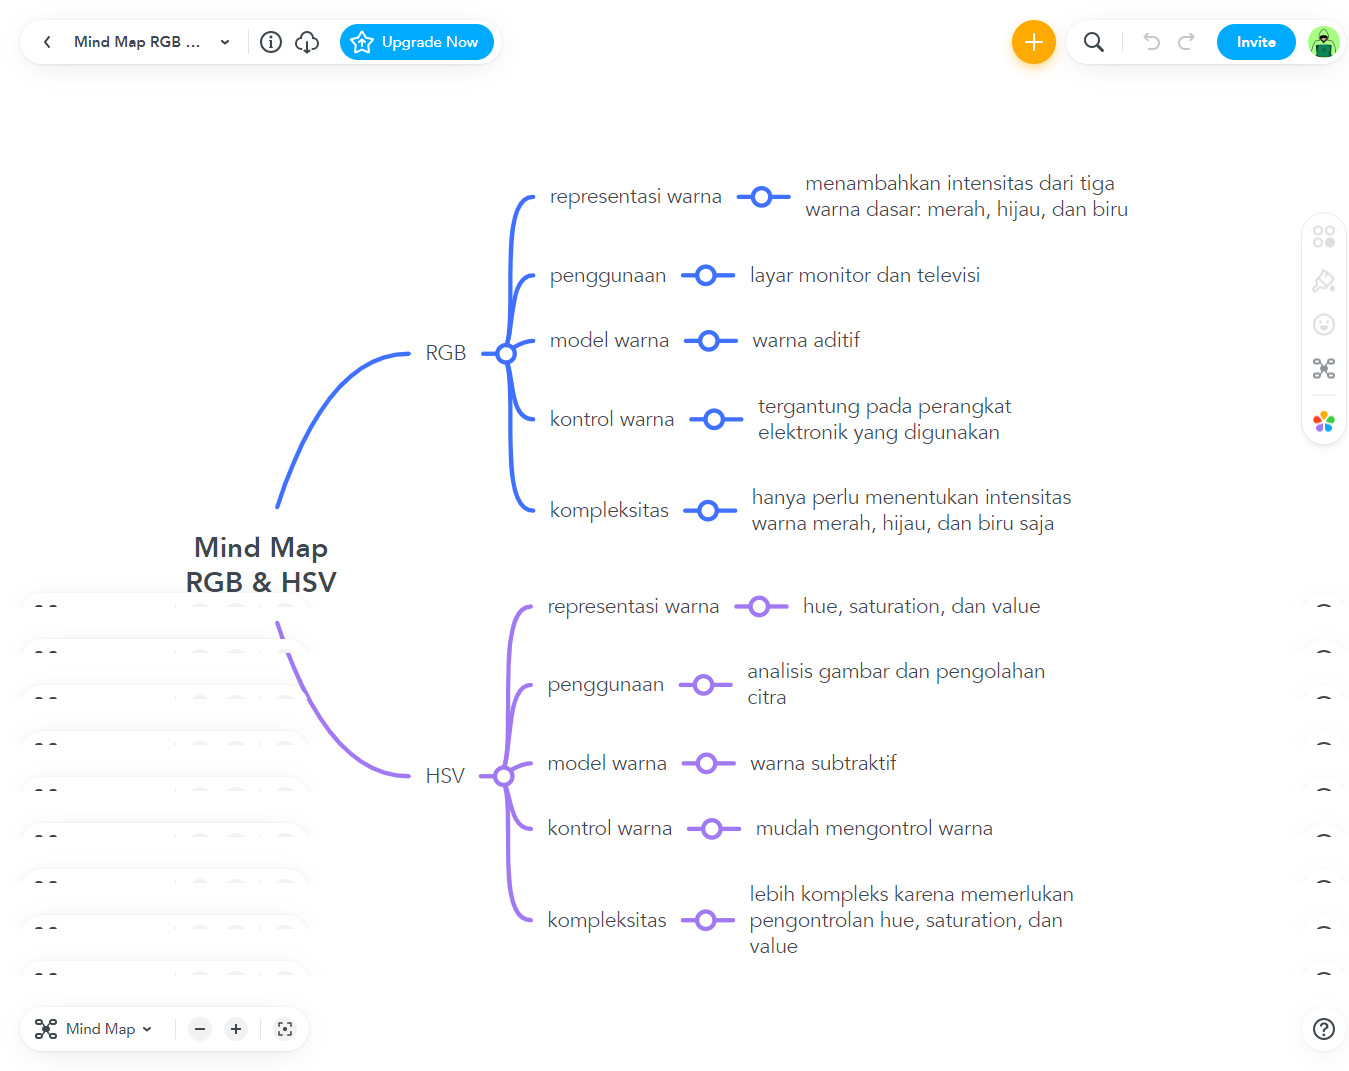 Mind Map RGB ...
Upgrade Now
Invite
representasi warna
menambahkan intensitas dari tiga
warna dasar: merah, hijau, dan biru
penggunaan
layar monitor dan televisi
model warna
warna aditif
RGB
kontrol warna
tergantung pada perangkat
elektronik yang digunakan
kompleksitas
hanya perlu menentukan intensitas
warna merah, hijau, dan biru saja
Mind Map
RGB & HSV
representasi warna
hue, saturation, dan value
penggunaan
analisis gambar dan pengolahan
citra
model warna
warna subtraktif
HSV
kontrol warna
mudah mengontrol warna
kompleksitas
lebih kompleks karena memerlukan
pengontrolan hue, saturation, dan
value
Mind Map